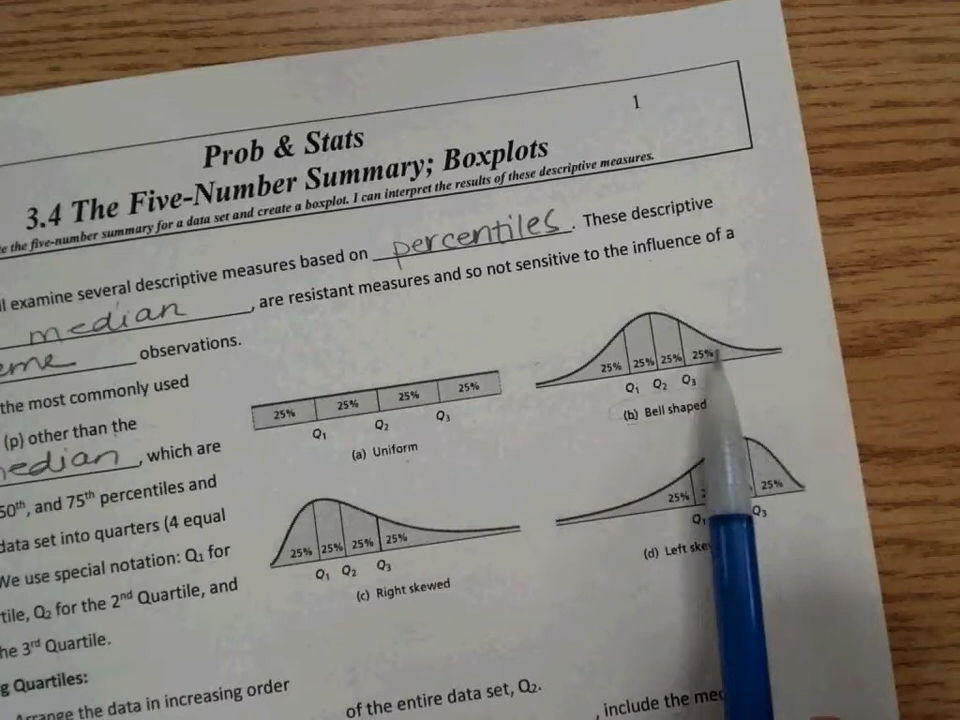 1
Prob & Stats
3.4 The Five-Number Summary; Boxplots
the five-number summary for a data set and create a boxplot. I can interpret the results of these descriptive measures.
examine several descriptive measures based on percentiles. These descriptive
median, are resistant measures and so not sensitive to the influence of a
observations.
the most commonly used
(p) other than the
, which are
50th, and 75th percentiles and
data set into quarters (4 equal
We use special notation: Q1 for
Q2 for the 2nd Quartile, and
3rd Quartile.
25% 25% 25% 25%
Q1 Q2 Q3
(a) Uniform
25% 25% 25% 25%
Q1 Q2 Q3
(b) Bell shaped
25% 25% 25% 25%
Q1 Q2 Q3
(c) Right skewed
25% 25%
Q1 Q3
(d) Left
Quartiles:
the data in increasing order
of the entire data set, Q2.
, include the